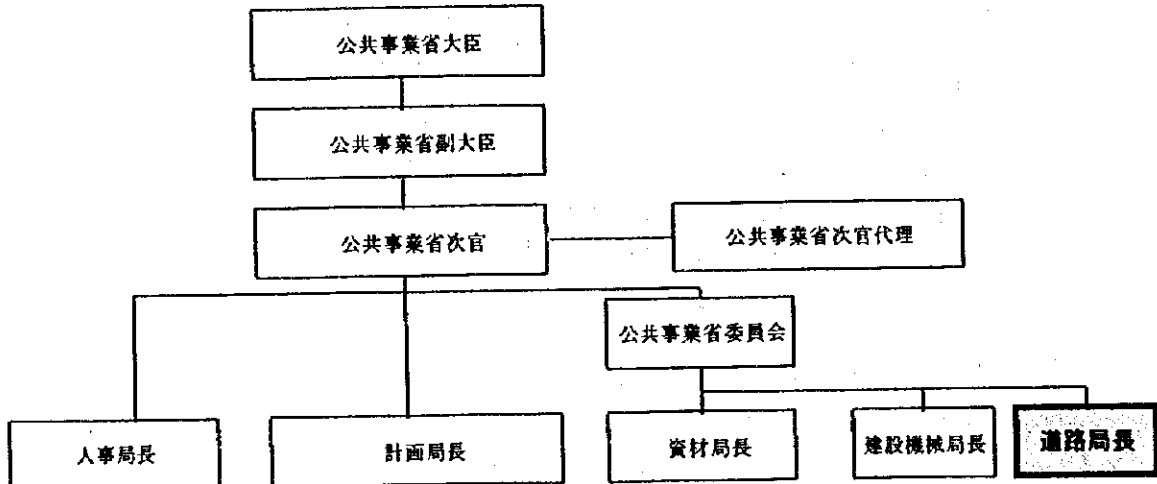 公共事業省大臣
公共事業省副大臣
公共事業省次官
公共事業省次官代理
公共事業省委員会
人事局長
計画局長
資材局長
建設機械局長
道路局長